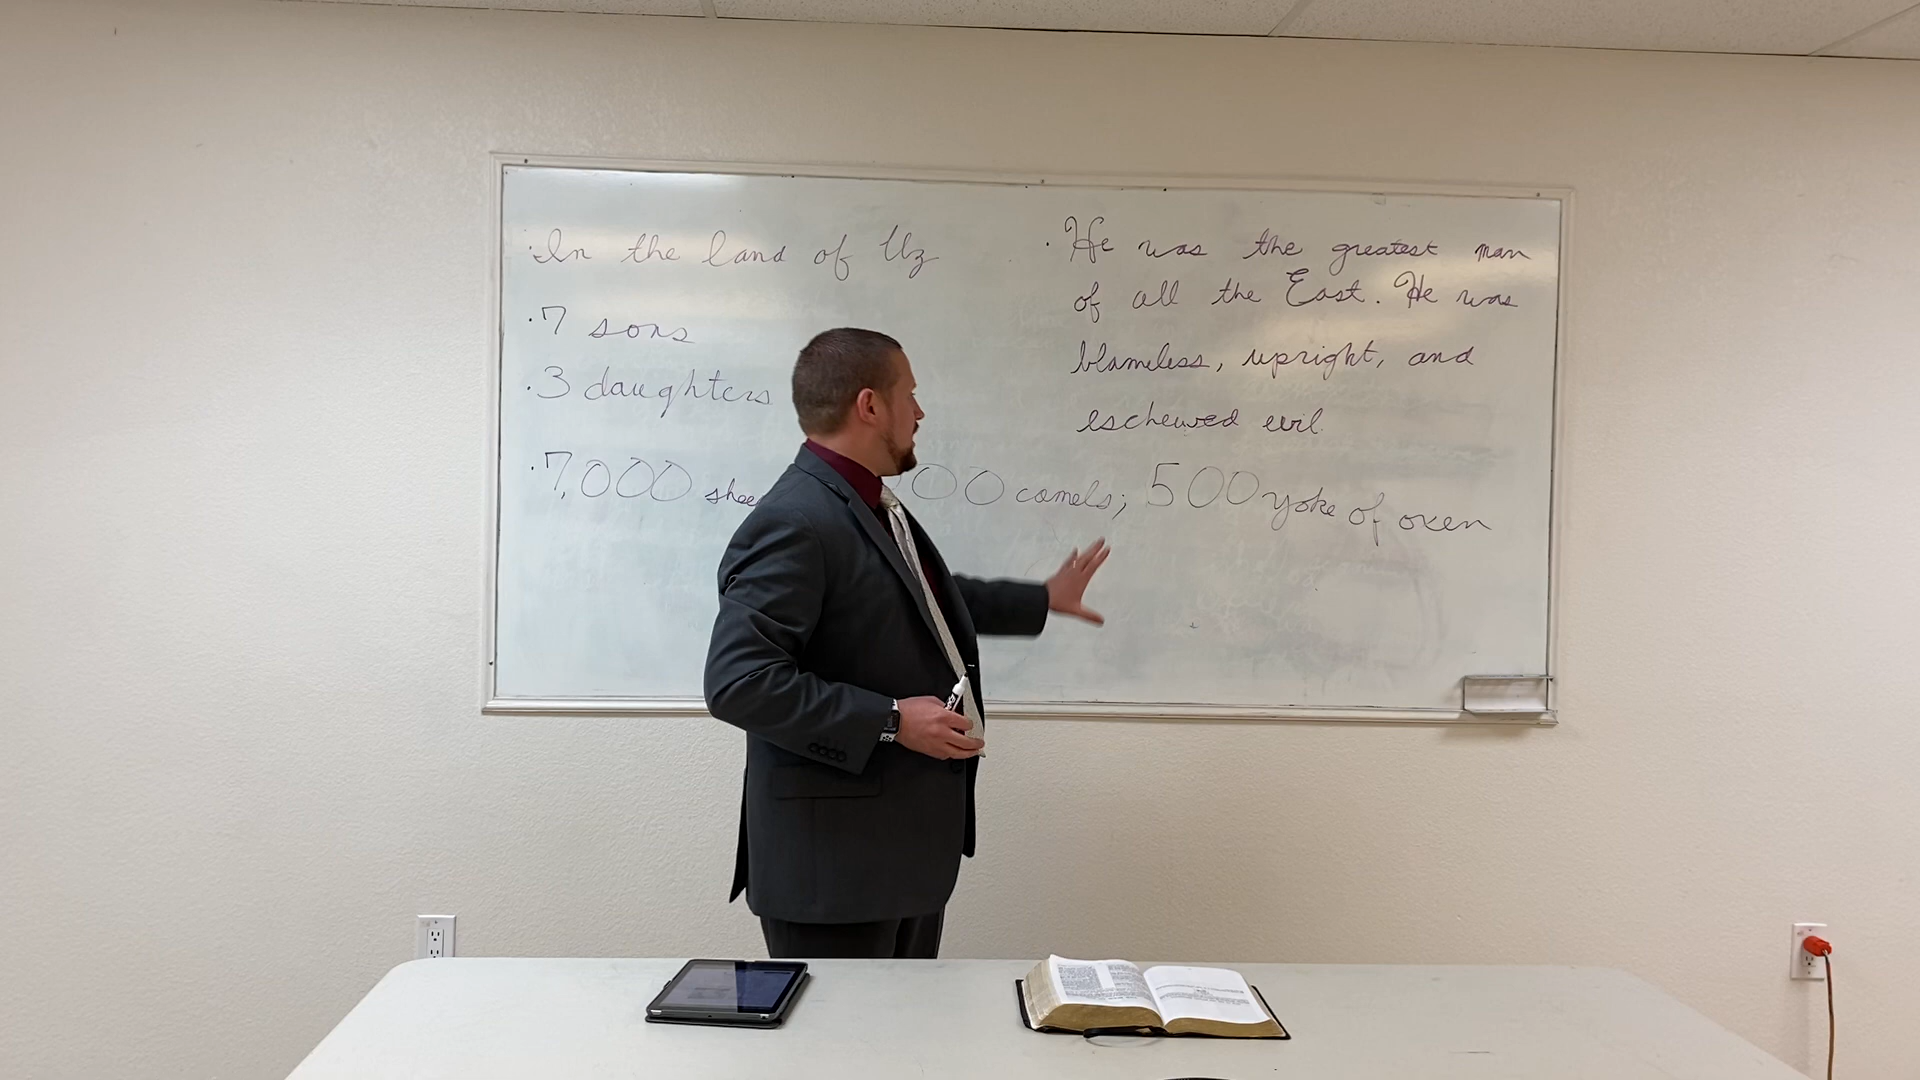 · In the land of Uz
· 7 sons
· 3 daughters
· He was the greatest man
of all the East. He was
blameless, upright, and
eschewed evil.
· 7,000 00 camels; 500 yoke of oxen